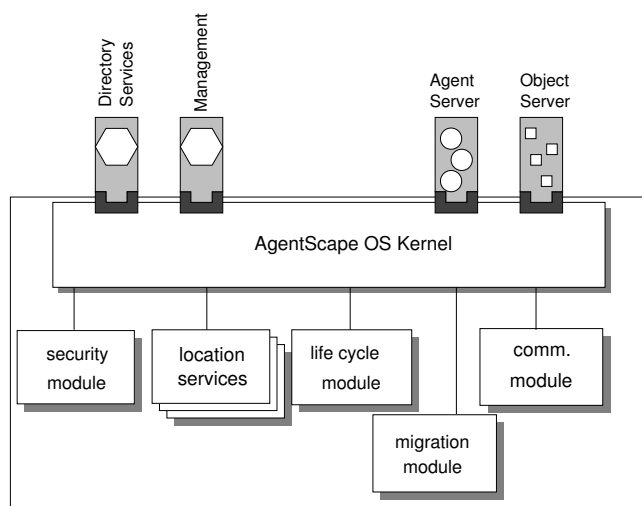 Directory
Services
Management
Agent
Server
Object
Server
AgentScape OS Kernel
security
module
location
services
life cycle
module
comm.
module
migration
module